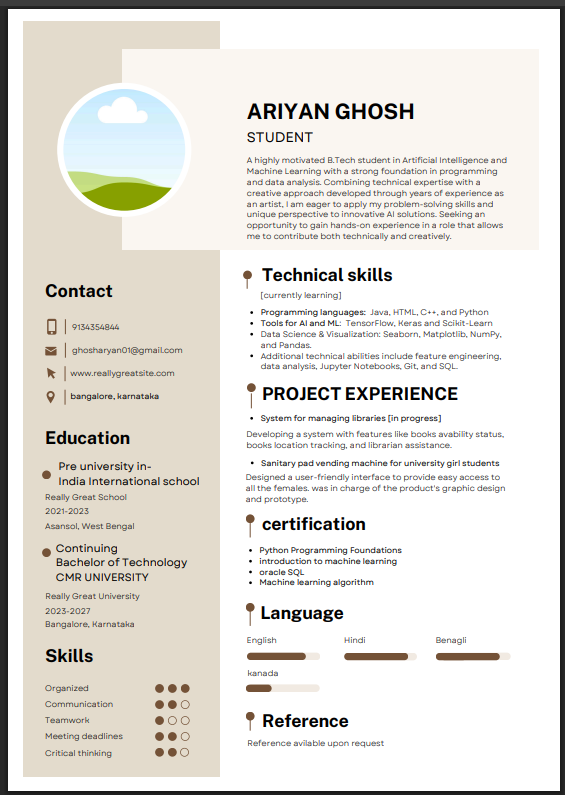 ARIYAN GHOSH
STUDENT
A highly motivated B.Tech student in Artificial Intelligence and
Machine Learning with a strong foundation in programming
and data analysis. Combining technical expertise with a
creative approach developed through years of experience as
an artist, I am eager to apply my problem-solving skills and
unique perspective to innovative AI solutions. Seeking an
opportunity to gain hands-on experience in a role that allows
me to contribute both technically and creatively.
Contact
9134354844
ghosharyan01@gmail.com
www.reallygreatsite.com
bangalore, karnataka
Education
Pre university in-
India International school
Really Great School
2021-2023
Asansol, West Bengal
Continuing
Bachelor of Technology
CMR UNIVERSITY
Really Great University
2023-2027
Bangalore, Karnataka
Skills
Organized
Communication
Teamwork
Meeting deadlines
Critical thinking
Technical skills
[currently learning]
• Programming languages: Java, HTML, C++, and Python
• Tools for AI and ML: TensorFlow, Keras and Scikit-Learn
• Data Science & Visualization: Seaborn, Matplotlib, NumPy,
and Pandas.
• Additional technical abilities include feature engineering,
data analysis, Jupyter Notebooks, Git, and SQL.
PROJECT EXPERIENCE
• System for managing libraries [in progress]
Developing a system with features like books avability status,
books location tracking, and librarian assistance.
• Sanitary pad vending machine for university girl students
Designed a user-friendly interface to provide easy access to
all the females. was in charge of the product's graphic design
and prototype.
certification
• Python Programming Foundations
• introduction to machine learning
• oracle SQL
• Machine learning algorithm
Language
English Hindi Benagli
kanada
Reference
Reference avilable upon request